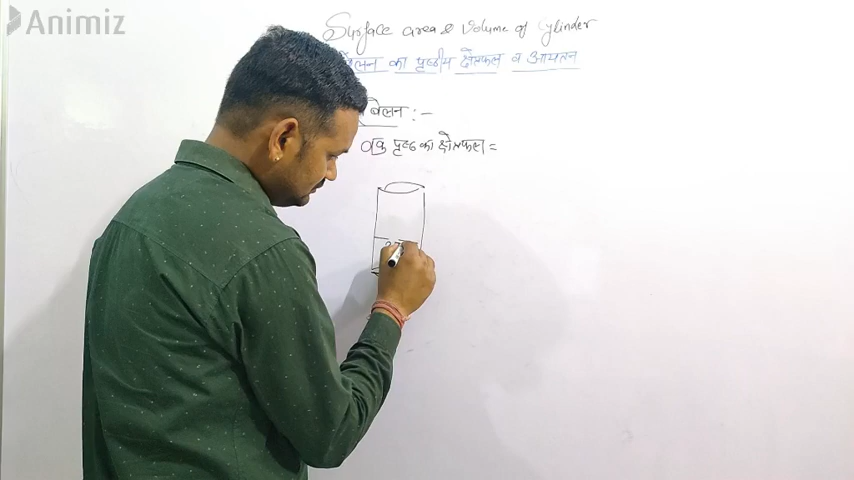 Animiz
Surface area & Volume of Cylinder
बेलन का पृष्ठीय क्षेत्रफल व आयतन
बेलन :-
वक्र पृष्ठ का क्षेत्रफल =